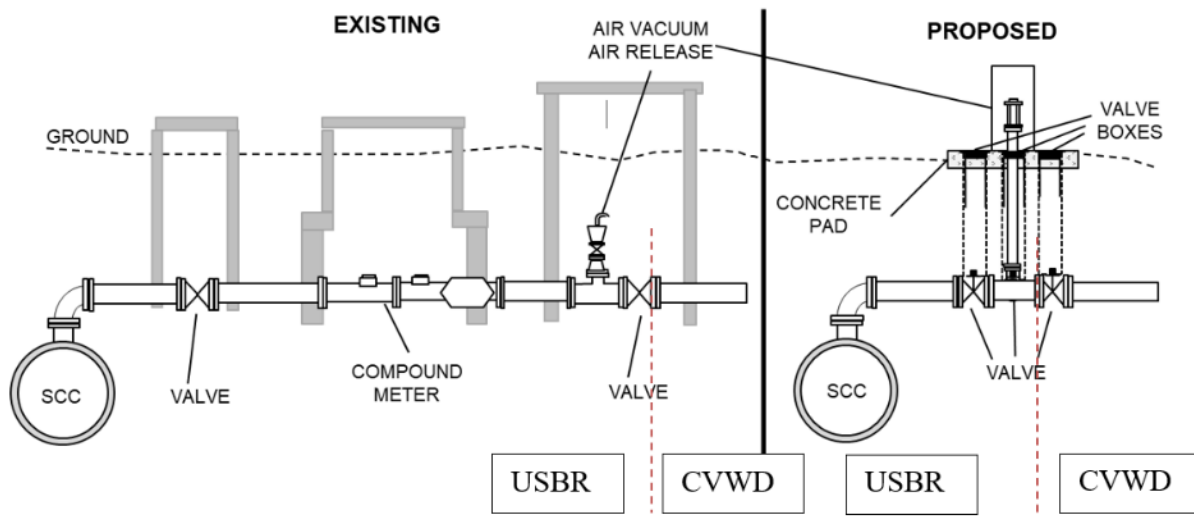 EXISTING
AIR VACUUM
AIR RELEASE
PROPOSED
GROUND
VALVE
BOXES
CONCRETE
PAD
SCC
VALVE
COMPOUND
METER
VALVE
SCC
VALVE
USBR
CVWD
USBR
CVWD